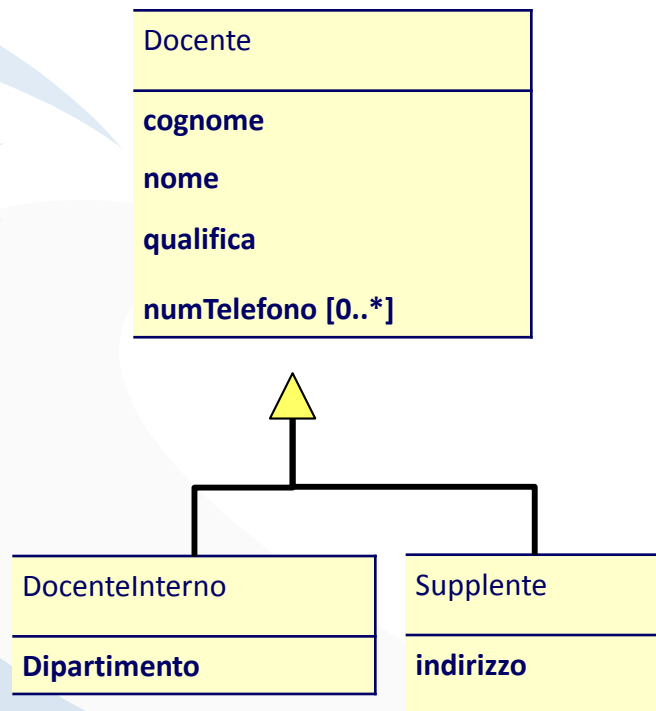 Docente
cognome
nome
qualifica
numTelefono [0..*]
DocenteInterno
Dipartimento
Supplente
indirizzo